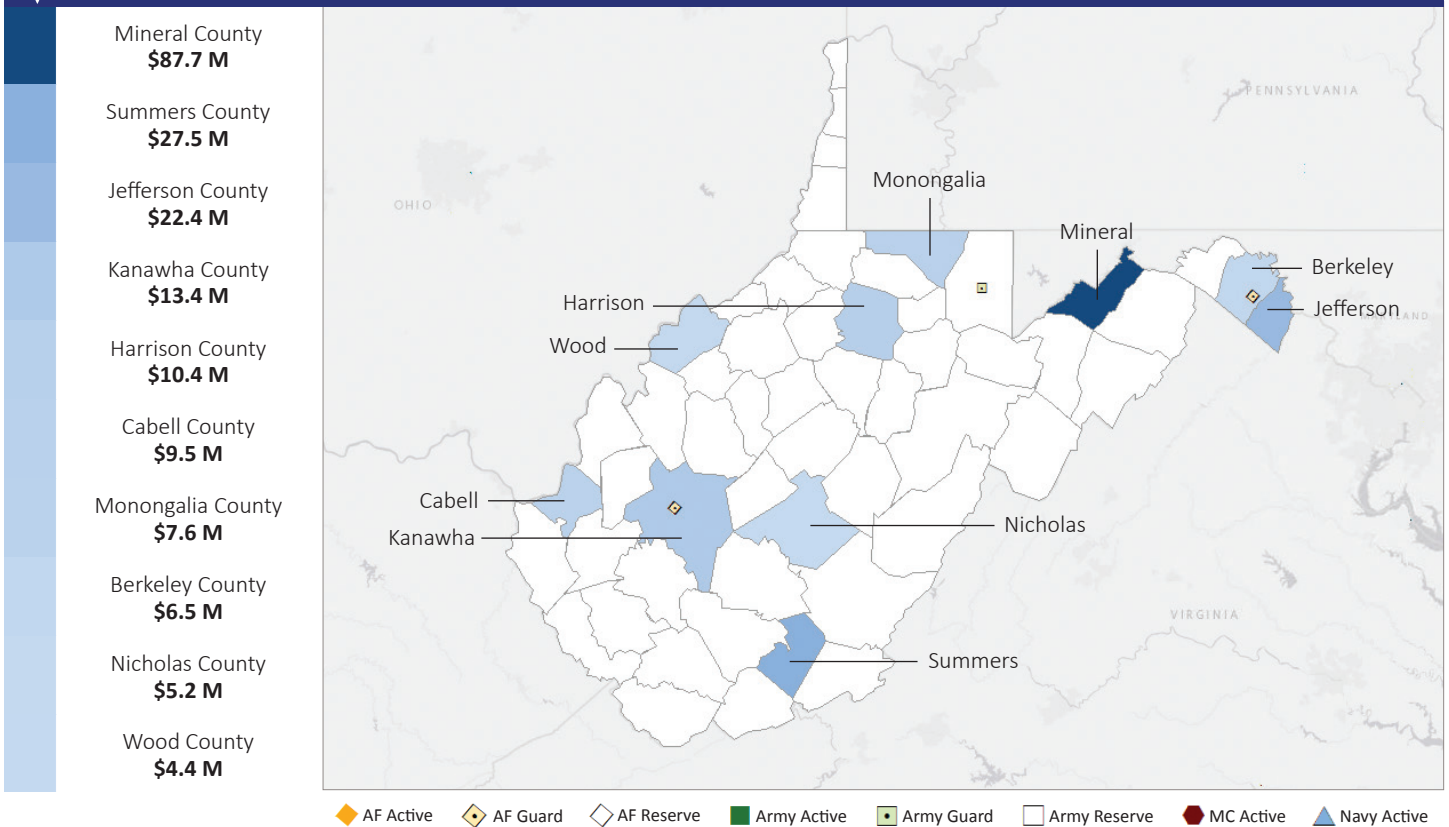 Mineral County
$87.7 M
Summers County
$27.5 M
Jefferson County
$22.4 M
Kanawha County
$13.4 M
Harrison County
$10.4 M
Cabell County
$9.5 M
Monongalia County
$7.6 M
Berkeley County
$6.5 M
Nicholas County
$5.2 M
Wood County
$4.4 M
PENNSYLVANIA
OHIO
Monongalia
Mineral
Berkeley
Harrison
Jefferson
MARYLAND
Wood
Cabell
Nicholas
Kanawha
VIRGINIA
Summers
AF Active
AF Guard
AF Reserve
Army Active
Army Guard
Army Reserve
MC Active
Navy Active